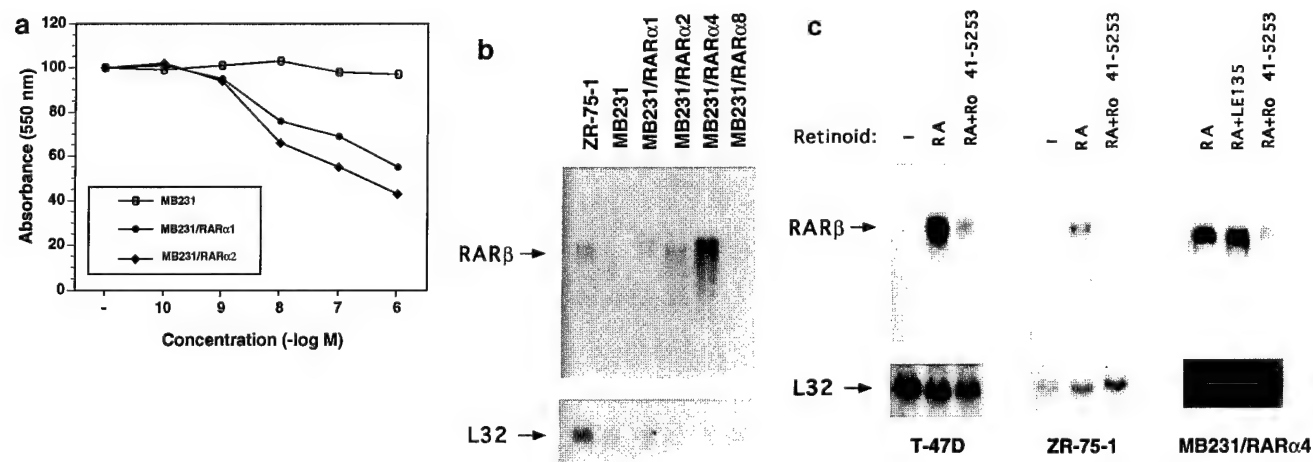 a
120
100
80
60
40
20
0
Absorbance (550 nm)
MB231
MB231/RARα1
MB231/RARα2
-
10
9
8
7
6
Concentration (-log M)
b
ZR-75-1
MB231
MB231/RARα1
MB231/RARα2
MB231/RARα4
MB231/RARα8
RARβ
L32
c
Retinoid:
–
RA
RA+Ro 41-5253
–
RA
RA+Ro 41-5253
RA
RA+LE135
RA+Ro 41-5253
RARβ
L32
T-47D
ZR-75-1
MB231/RARα4